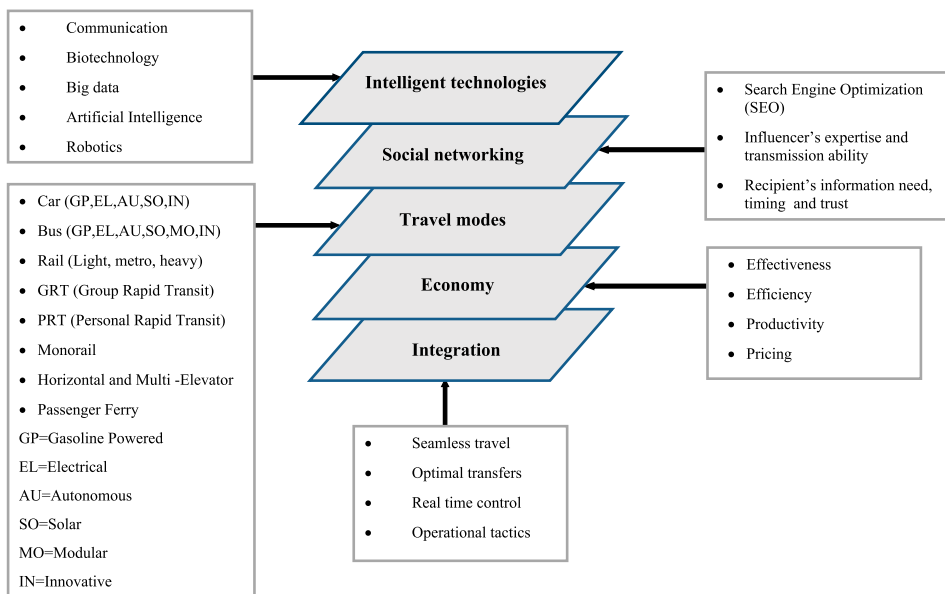 • Communication
• Biotechnology
• Big data
• Artificial Intelligence
• Robotics
Intelligent technologies
Social networking
Travel modes
Economy
Integration
• Search Engine Optimization
(SEO)
• Influencer’s expertise and
transmission ability
• Recipient’s information need,
timing and trust
• Car (GP,EL,AU,SO,IN)
• Bus (GP,EL,AU,SO,MO,IN)
• Rail (Light, metro, heavy)
• GRT (Group Rapid Transit)
• PRT (Personal Rapid Transit)
• Monorail
• Horizontal and Multi -Elevator
• Passenger Ferry
GP=Gasoline Powered
EL=Electrical
AU=Autonomous
SO=Solar
MO=Modular
IN=Innovative
• Effectiveness
• Efficiency
• Productivity
• Pricing
• Seamless travel
• Optimal transfers
• Real time control
• Operational tactics